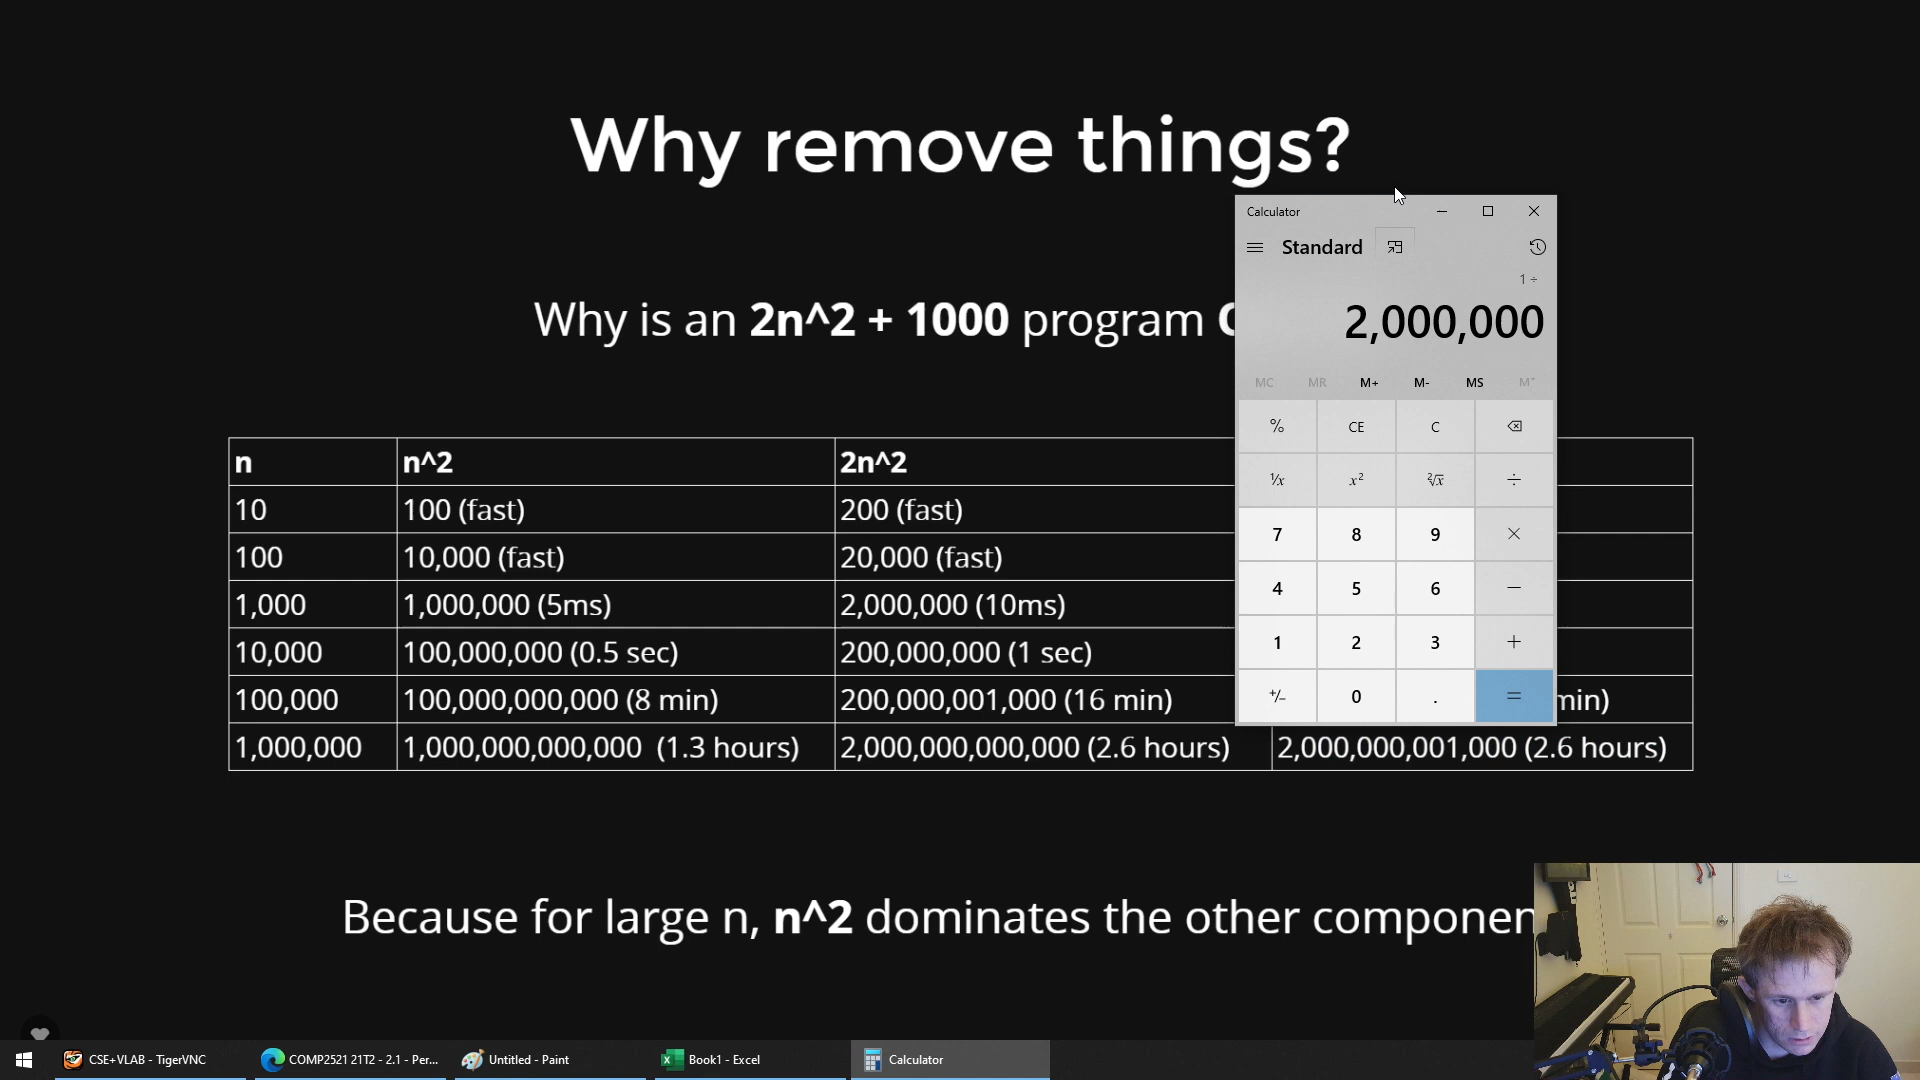 Why remove things?
Why is an 2n^2 + 1000 program
Calculator
Standard
1 ÷
2,000,000
MC MR M+ M- MS M˅
% CE C
⅟x x² ²√x ÷
7 8 9 ×
4 5 6 −
1 2 3 +
+/− 0 . =
n n^2 2n^2
10 100 (fast) 200 (fast)
100 10,000 (fast) 20,000 (fast)
1,000 1,000,000 (5ms) 2,000,000 (10ms)
10,000 100,000,000 (0.5 sec) 200,000,000 (1 sec)
100,000 100,000,000,000 (8 min) 200,000,001,000 (16 min) min)
1,000,000 1,000,000,000,000 (1.3 hours) 2,000,000,000,000 (2.6 hours) 2,000,000,001,000 (2.6 hours)
Because for large n, n^2 dominates the other componen
CSE+VLAB - TigerVNC COMP2521 21T2 - 2.1 - Per... Untitled - Paint Book1 - Excel Calculator